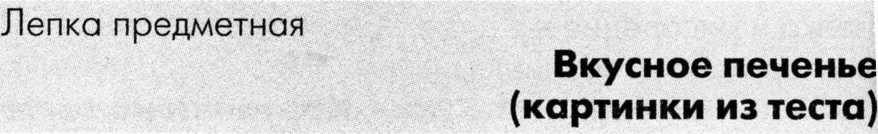 Лепка предметная
Вкусное печенье
(картинки из теста)